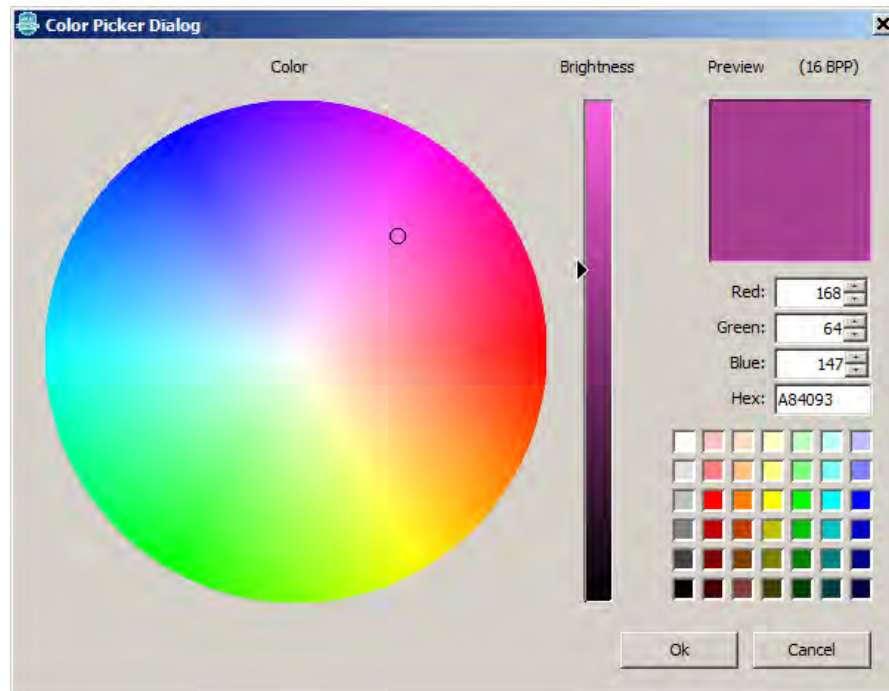 Color Picker Dialog
Color
Brightness
Preview (16 BPP)
Red: 168
Green: 64
Blue: 147
Hex: A84093
Ok
Cancel